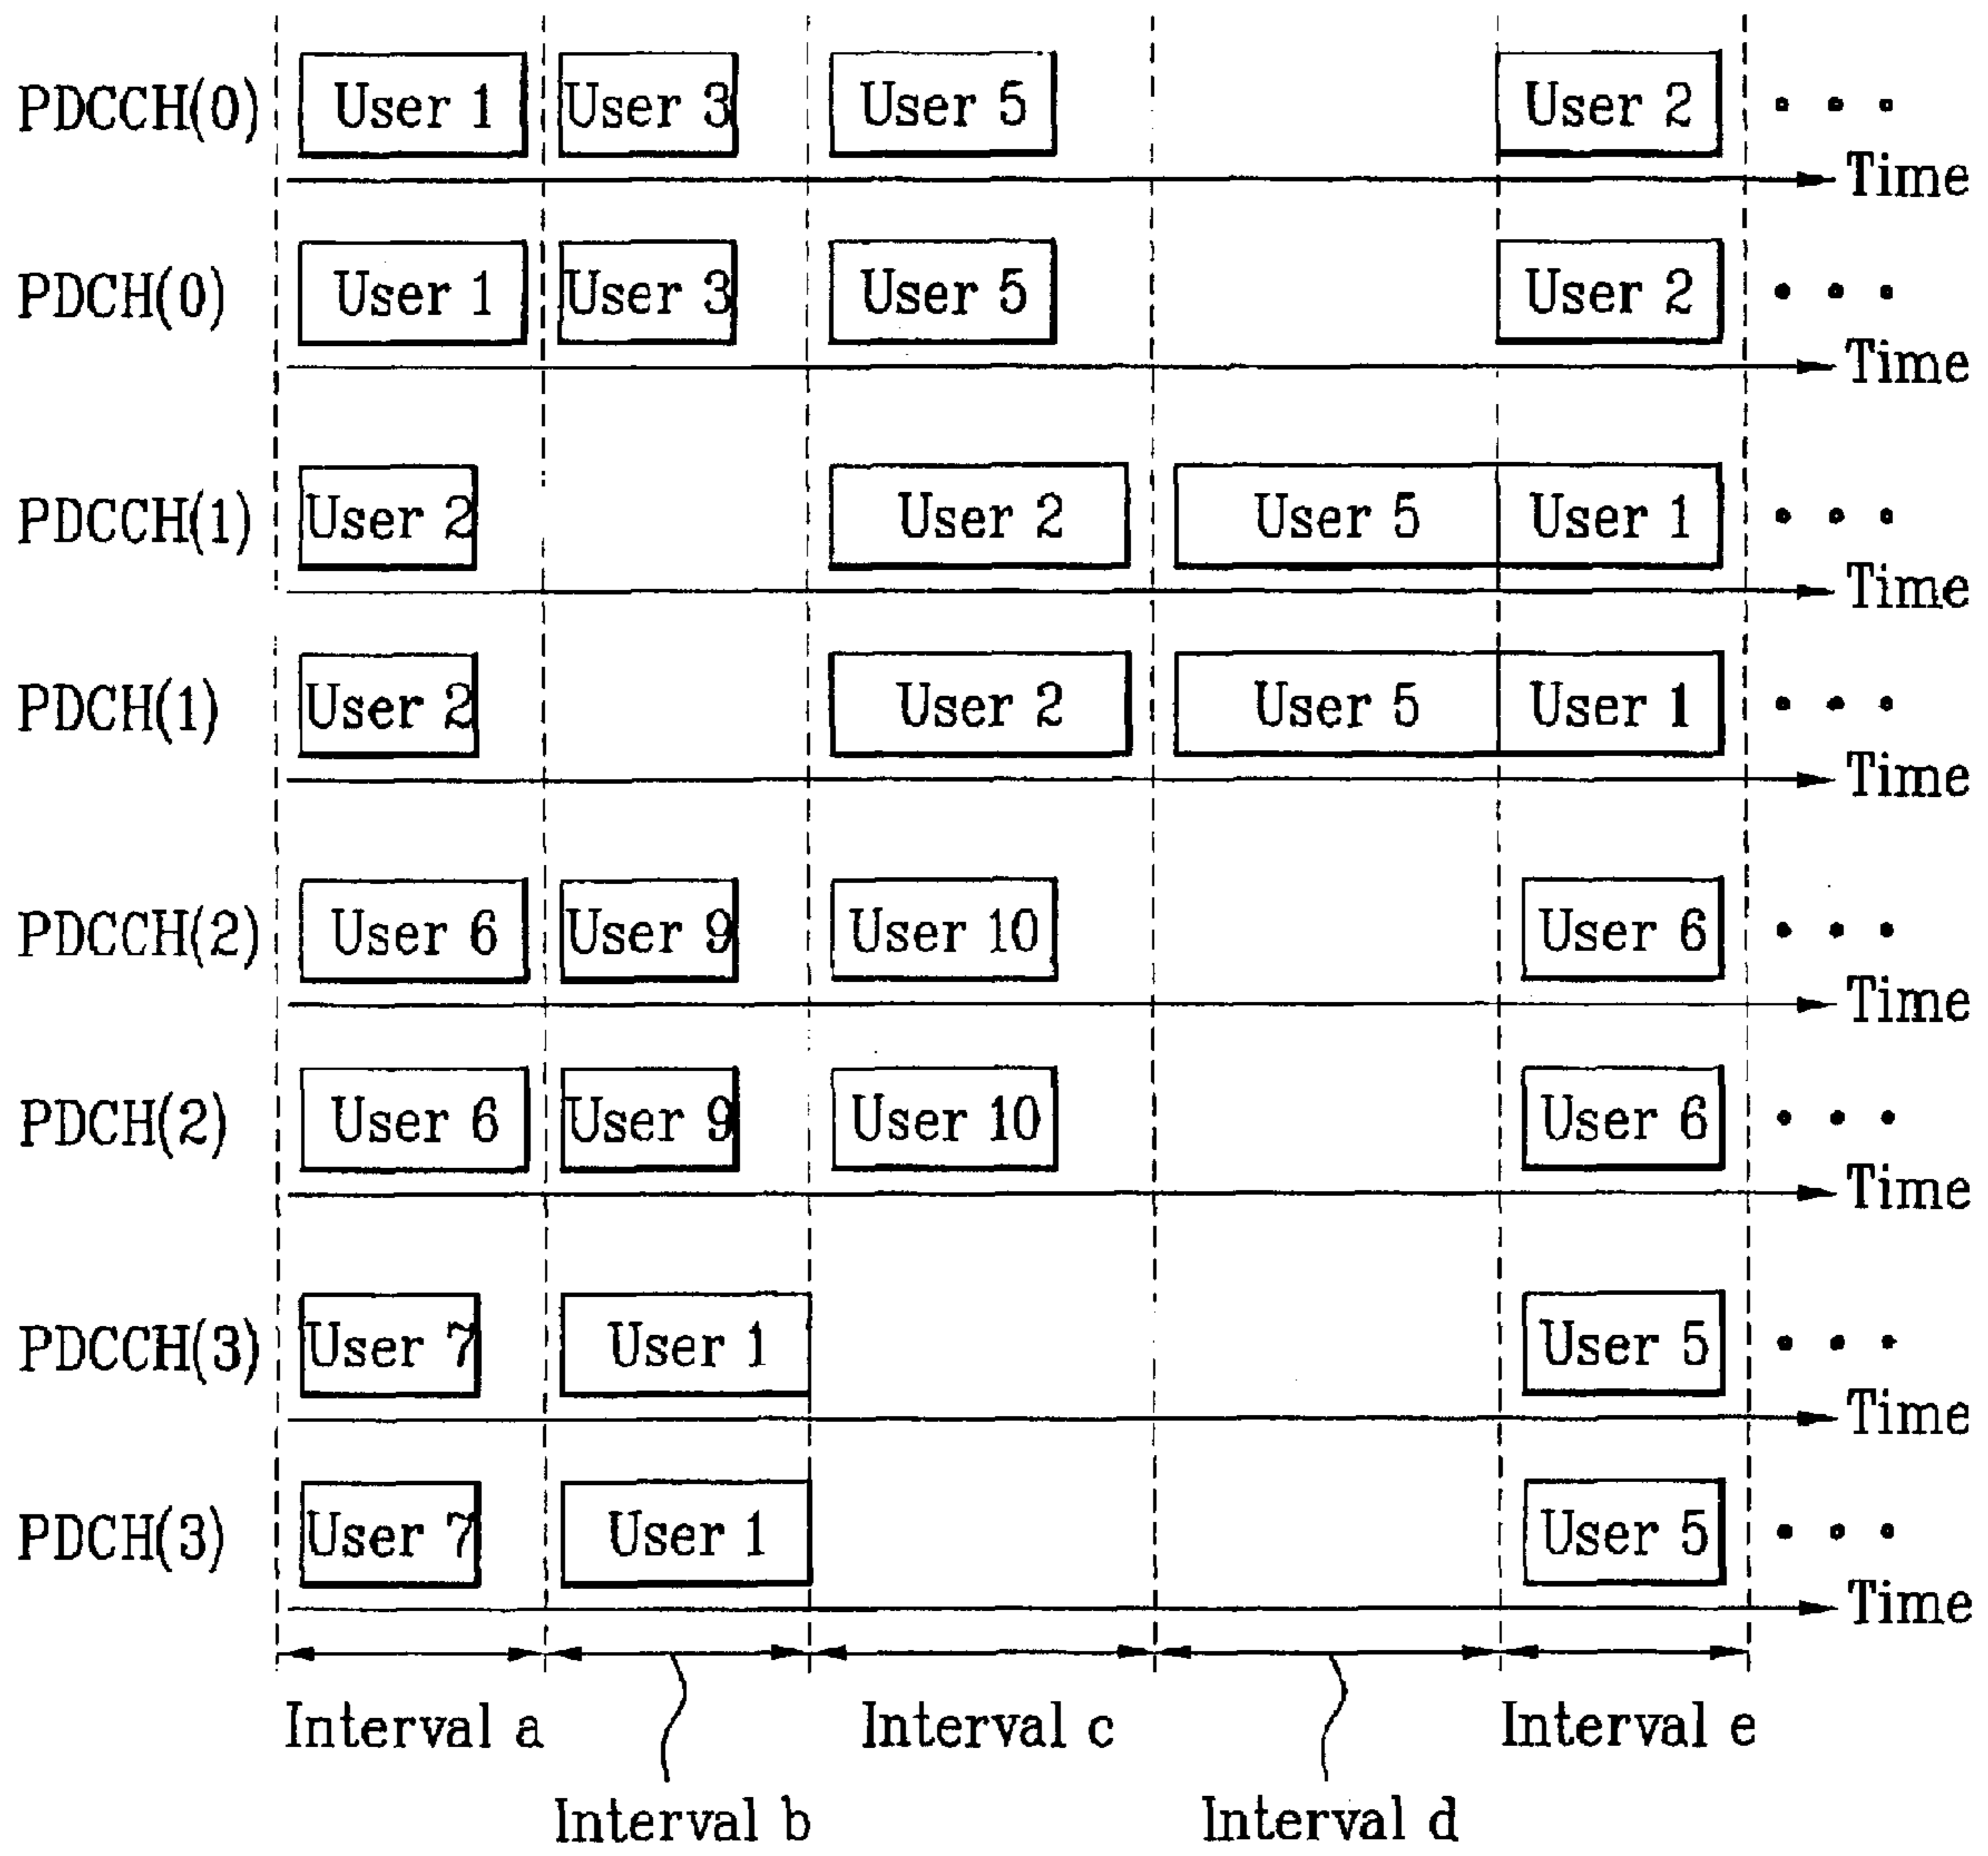 PDCCH(0) User 1 User 3 User 5 User 2 • • •
Time
PDCH(0) User 1 User 3 User 5 User 2 • • •
Time
PDCCH(1) User 2 User 2 User 5 User 1 • • •
Time
PDCH(1) User 2 User 2 User 5 User 1 • • •
Time
PDCCH(2) User 6 User 9 User 10 User 6 • • •
Time
PDCH(2) User 6 User 9 User 10 User 6 • • •
Time
PDCCH(3) User 7 User 1 User 5 • • •
Time
PDCH(3) User 7 User 1 User 5 • • •
Time
Interval a Interval c Interval e
Interval b Interval d